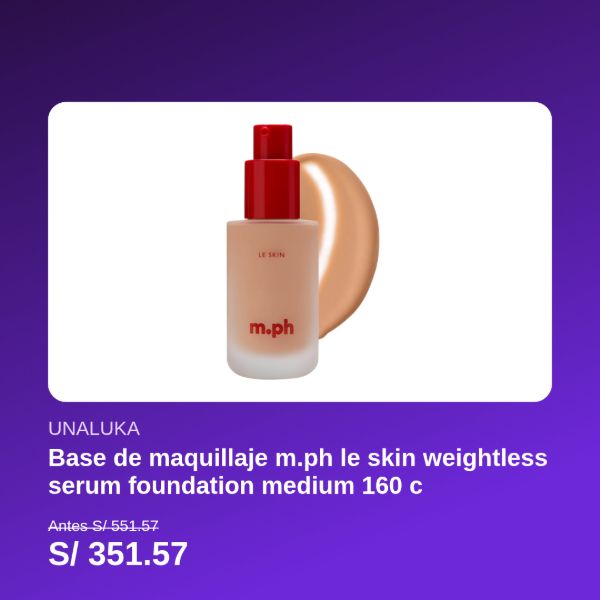 LE SKIN
m.ph
UNALUKA
Base de maquillaje m.ph le skin weightless
serum foundation medium 160 c
Antes S/ 551.57
S/ 351.57